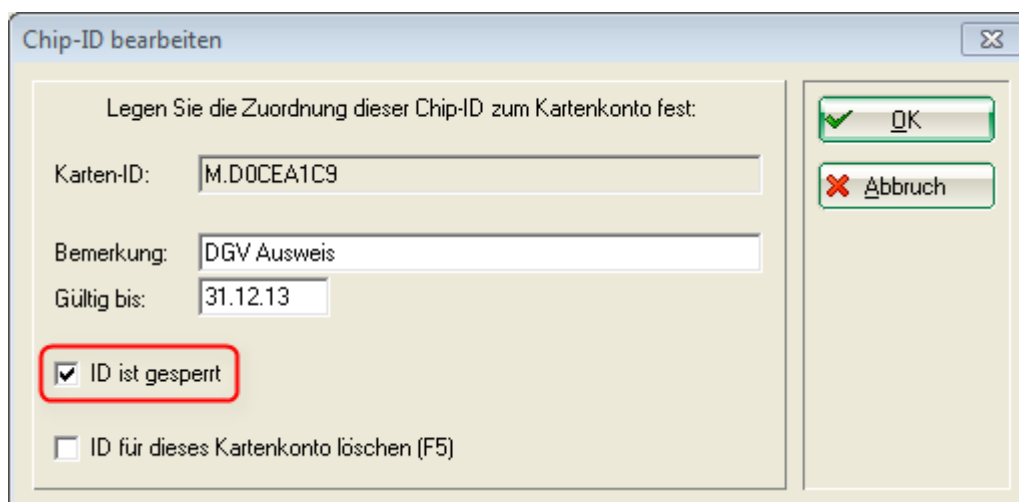 Chip-ID bearbeiten
Legen Sie die Zuordnung dieser Chip-ID zum Kartenkonto fest:
Karten-ID: M.D0CEA1C9
Bemerkung: DGV Ausweis
Gültig bis: 31.12.13
ID ist gesperrt
ID für dieses Kartenkonto löschen (F5)
OK
Abbruch